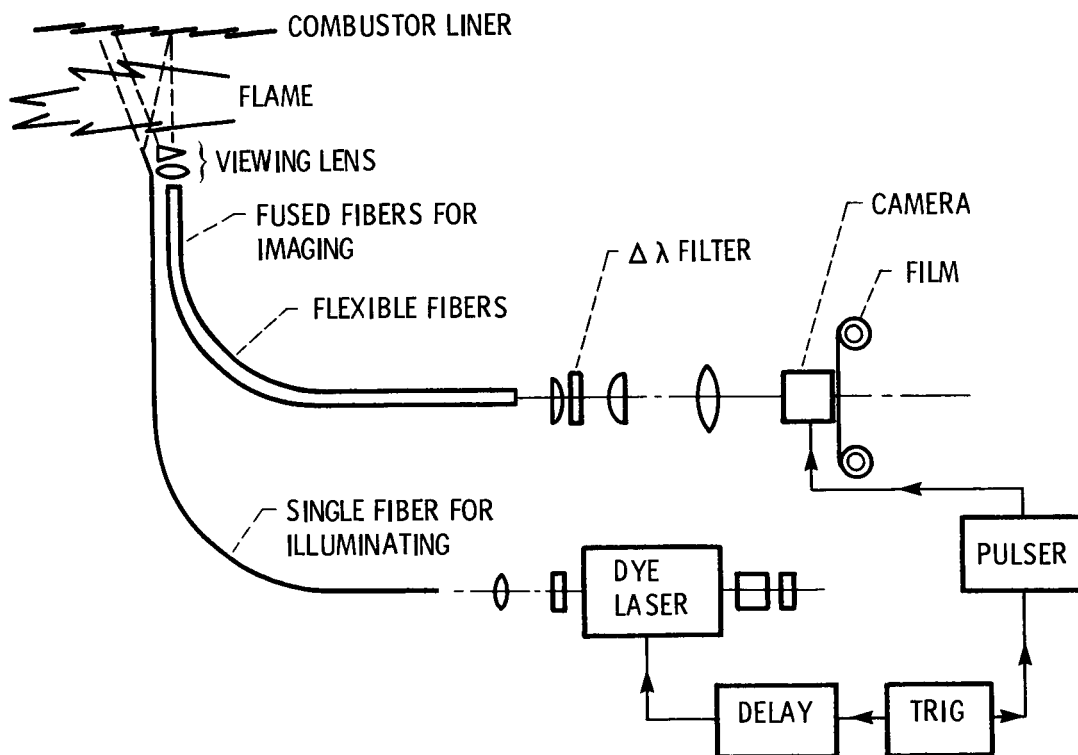 COMBUSTOR LINER
FLAME
VIEWING LENS
FUSED FIBERS FOR
IMAGING
FLEXIBLE FIBERS
Δ λ FILTER
CAMERA
FILM
SINGLE FIBER FOR
ILLUMINATING
DYE
LASER
PULSER
DELAY
TRIG